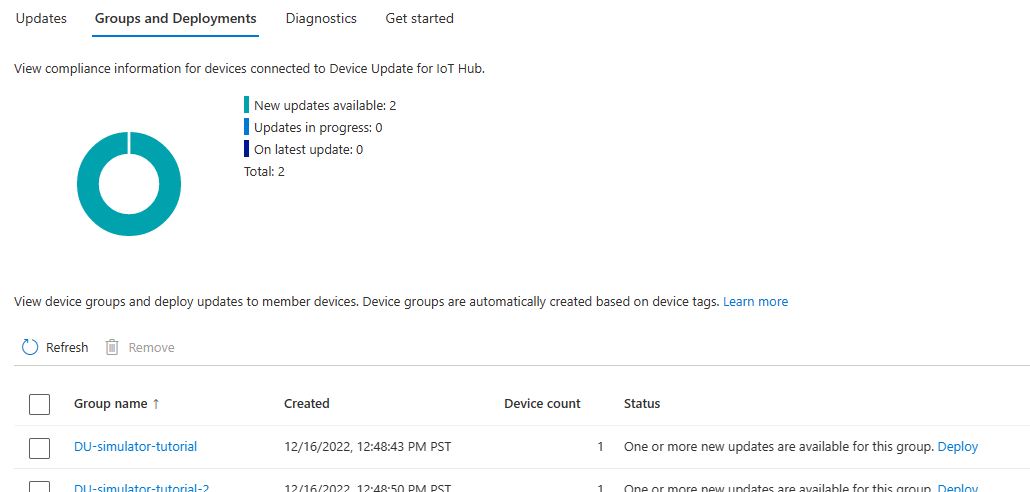 Updates Groups and Deployments Diagnostics Get started
View compliance information for devices connected to Device Update for IoT Hub.
New updates available: 2
Updates in progress: 0
On latest update: 0
Total: 2
View device groups and deploy updates to member devices. Device groups are automatically created based on device tags. Learn more
Refresh Remove
Group name ↑ Created Device count Status
DU-simulator-tutorial 12/16/2022, 12:48:43 PM PST 1 One or more new updates are available for this group. Deploy
DU-simulator-tutorial-2 12/16/2022, 12:48:50 PM PST 1 One or more new updates are available for this group. Deploy